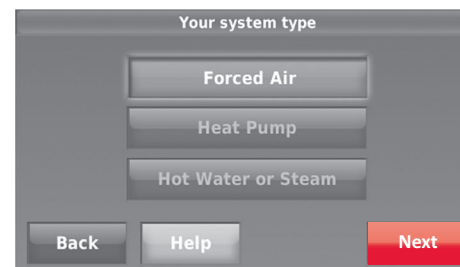 Your system type
Forced Air
Heat Pump
Hot Water or Steam
Back Help Next